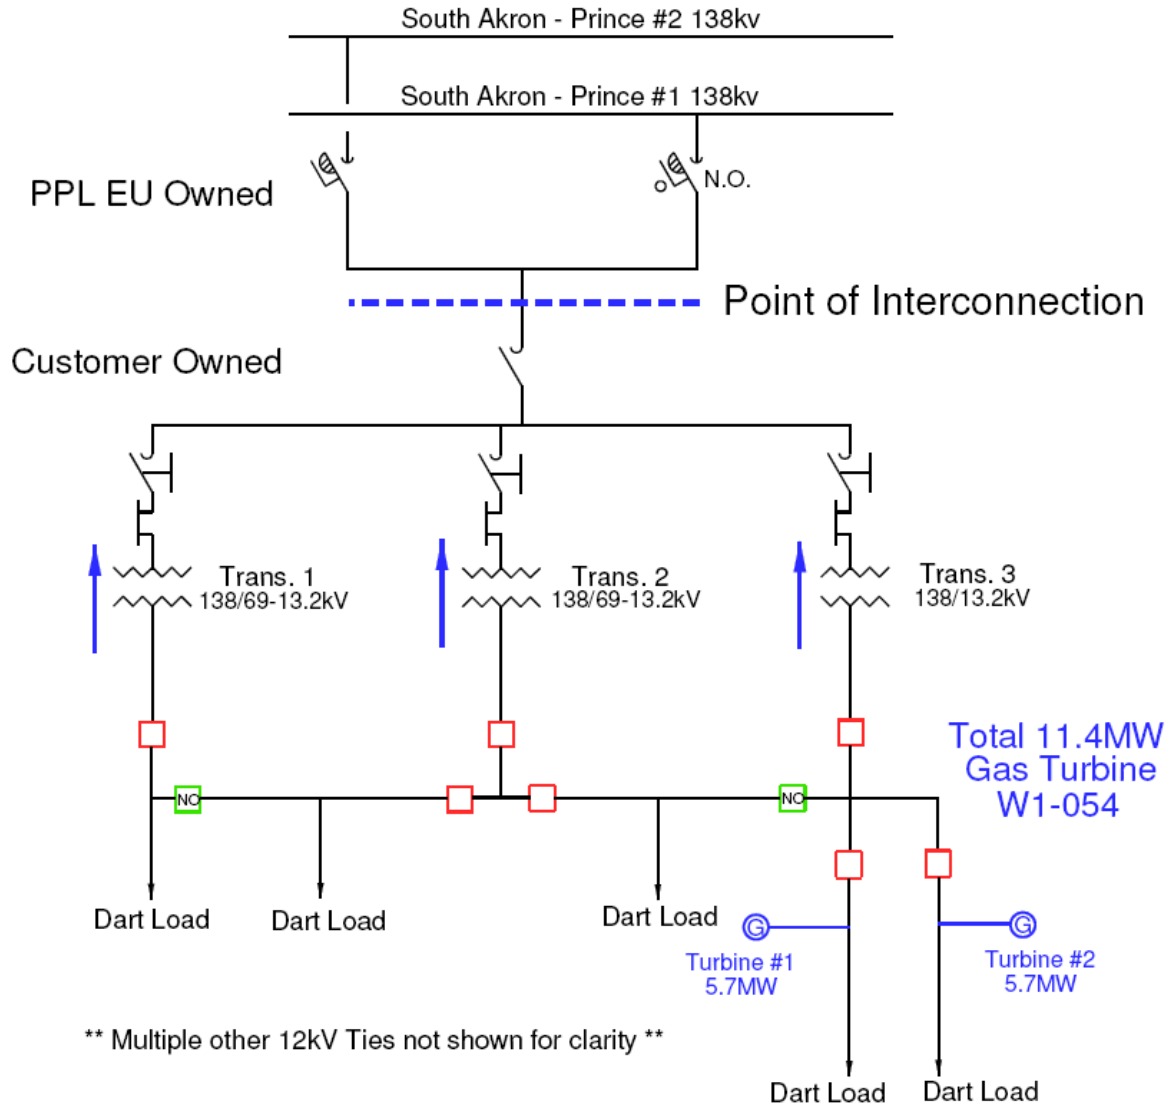 South Akron - Prince #2 138kv
South Akron - Prince #1 138kv
PPL EU Owned
N.O.
Point of Interconnection
Customer Owned
Trans. 1
138/69-13.2kV
Trans. 2
138/69-13.2kV
Trans. 3
138/13.2kV
Total 11.4MW
Gas Turbine
W1-054
NO
NO
Dart Load
Dart Load
Dart Load
G
Turbine #1
5.7MW
G
Turbine #2
5.7MW
** Multiple other 12kV Ties not shown for clarity **
Dart Load
Dart Load